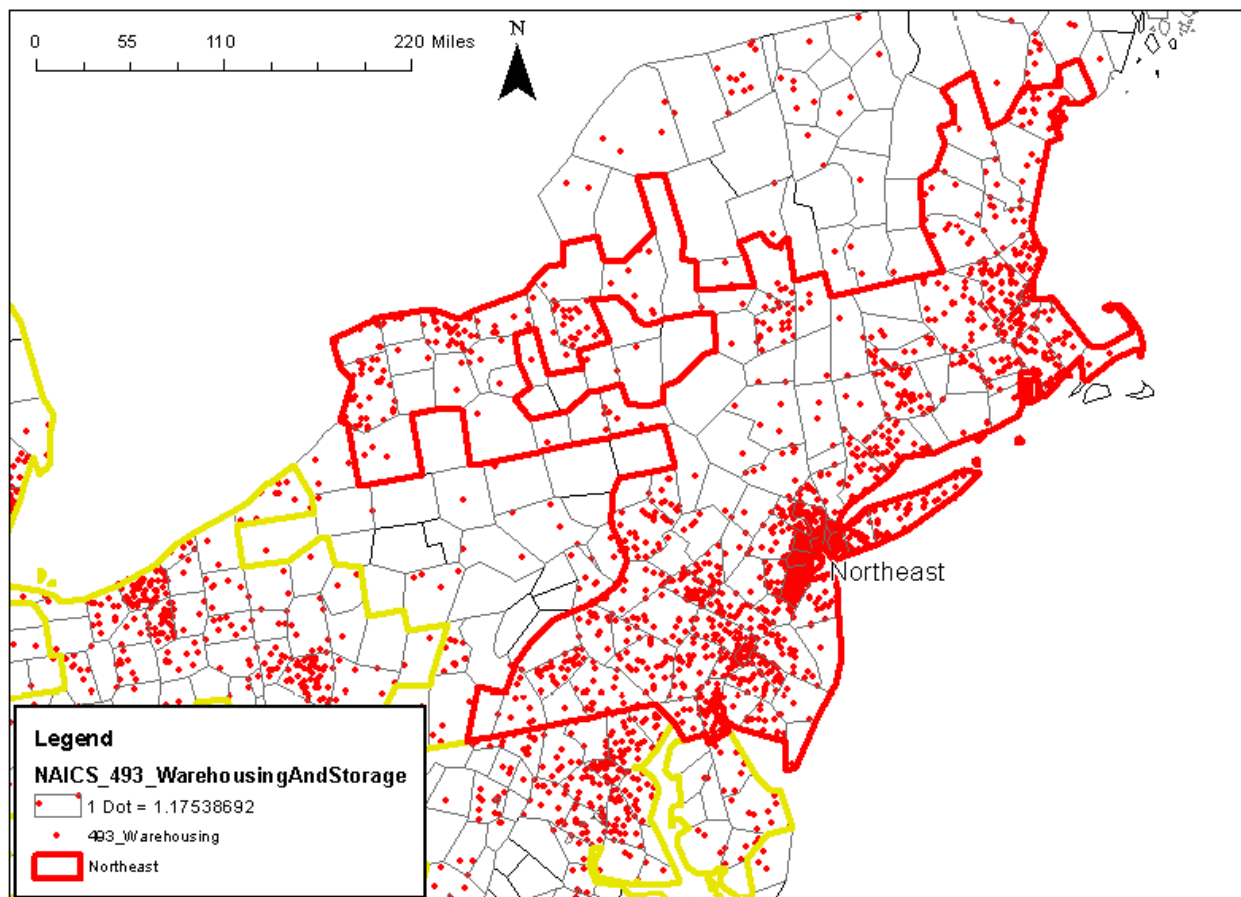 0 55 110 220 Miles
N
Northeast
Legend
NAICS_493_WarehousingAndStorage
1 Dot = 1.17538692
493_Warehousing
Northeast